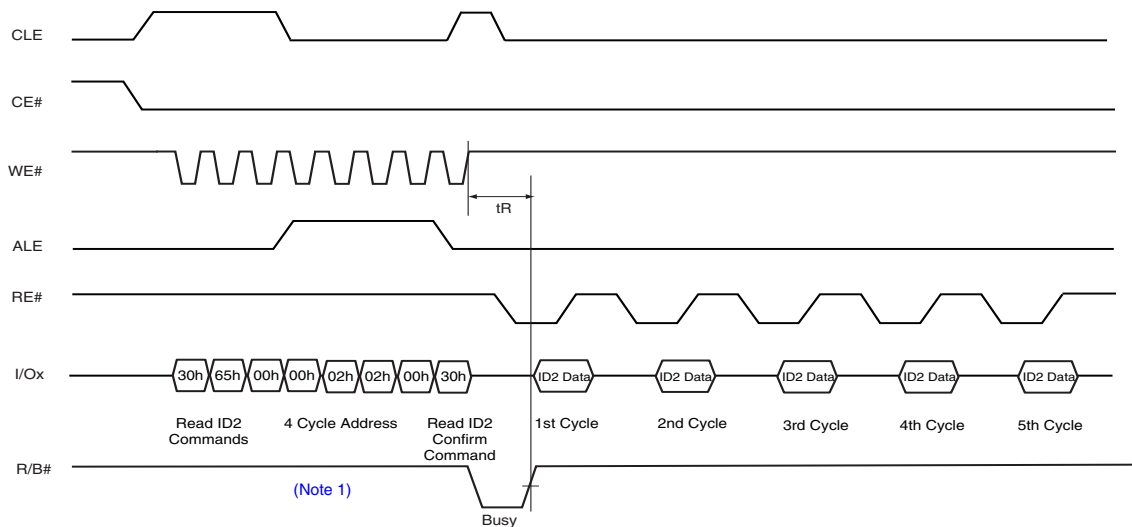 CLE
CE#
WE#
tR
ALE
RE#
I/Ox
30h 65h 00h 00h 02h 02h 00h 30h ID2 Data ID2 Data ID2 Data ID2 Data ID2 Data
Read ID2 Commands
4 Cycle Address
Read ID2 Confirm Command
1st Cycle
2nd Cycle
3rd Cycle
4th Cycle
5th Cycle
R/B#
(Note 1)
Busy